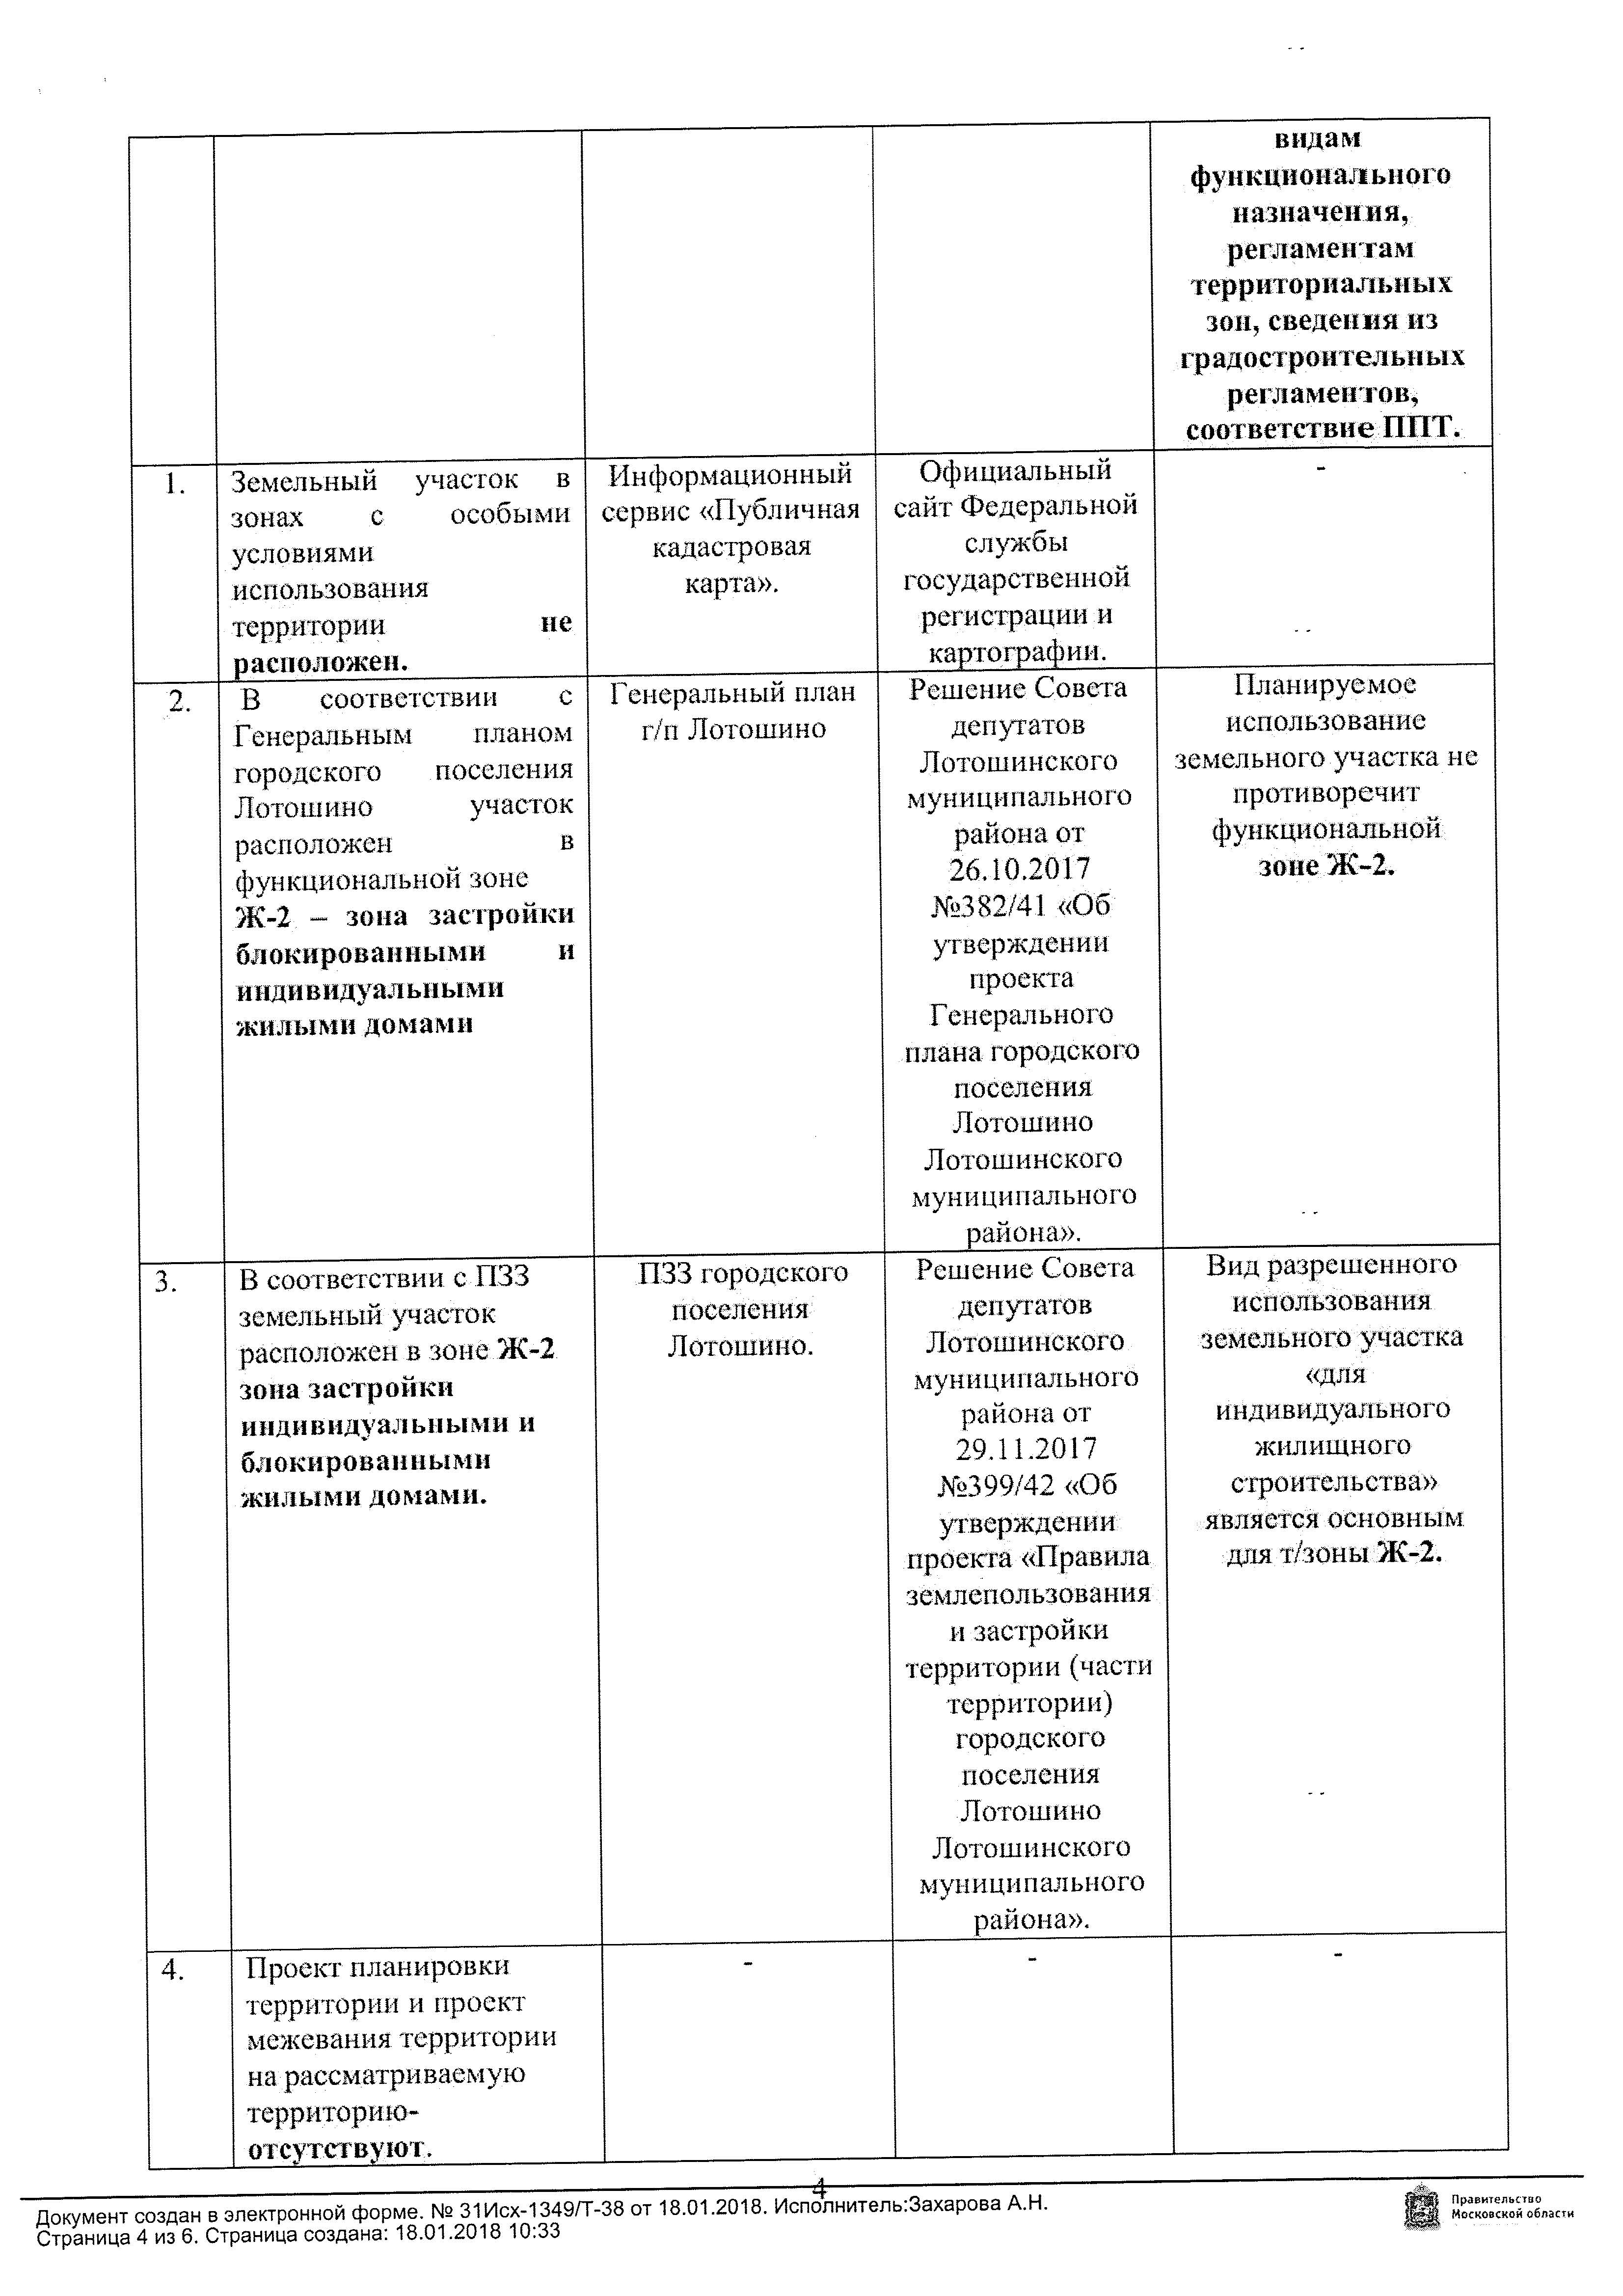 видам
функционального
назначения,
регламентам
территориальных
зон, сведения из
градостроительных
регламентов,
соответствие ППТ.
1.
Земельный участок в
зонах с особыми
условиями
использования
территории не
расположен.
Информационный
сервис «Публичная
кадастровая
карта».
Официальный
сайт Федеральной
службы
государственной
регистрации и
картографии.
-
2.
В соответствии с
Генеральным планом
городского поселения
Лотошино участок
расположен в
функциональной зоне
Ж-2 – зона застройки
блокированными и
индивидуальными
жилыми домами
Генеральный план
г/п Лотошино
Решение Совета
депутатов
Лотошинского
муниципального
района от
26.10.2017
№382/41 «Об
утверждении
проекта
Генерального
плана городского
поселения
Лотошино
Лотошинского
муниципального
района».
Планируемое
использование
земельного участка не
противоречит
функциональной
зоне Ж-2.
3.
В соответствии с ПЗЗ
земельный участок
расположен в зоне Ж-2
зона застройки
индивидуальными и
блокированными
жилыми домами.
ПЗЗ городского
поселения
Лотошино.
Решение Совета
депутатов
Лотошинского
муниципального
района от
29.11.2017
№399/42 «Об
утверждении
проекта «Правила
землепользования
и застройки
территории (части
территории)
городского
поселения
Лотошино
Лотошинского
муниципального
района».
Вид разрешенного
использования
земельного участка
«для
индивидуального
жилищного
строительства»
является основным
для т/зоны Ж-2.
4.
Проект планировки
территории и проект
межевания территории
на рассматриваемую
территорию-
отсутствуют.
-
-
-
4
Документ создан в электронной форме. № 31Исх-1349/Т-38 от 18.01.2018. Исполнитель:Захарова А.Н.
Страница 4 из 6. Страница создана: 18.01.2018 10:33
Правительство
Московской области